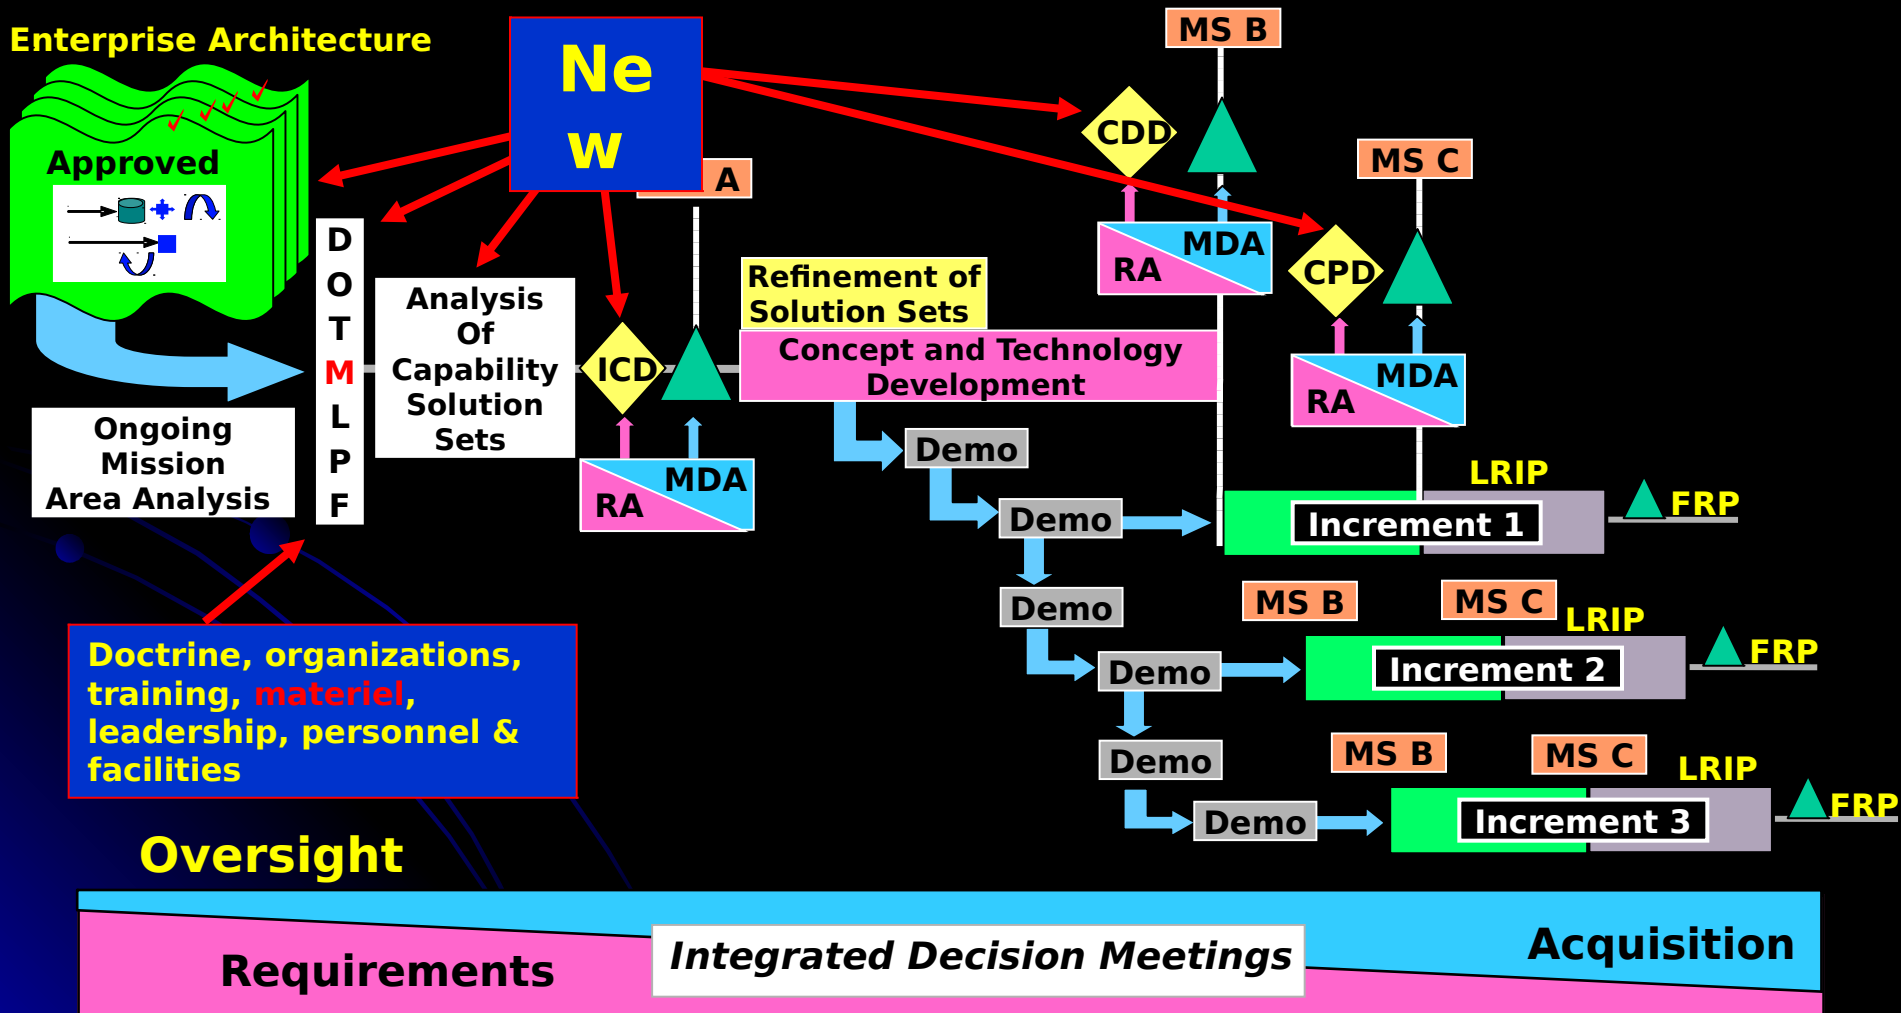 Enterprise Architecture
Approved
Ne
w
A
MS B
MS C
CDD
CPD
MDA
RA
MDA
RA
D
O
T
M
L
P
F
Analysis
Of
Capability
Solution
Sets
ICD
MDA
RA
Refinement of
Solution Sets
Concept and Technology
Development
Ongoing
Mission
Area Analysis
Demo
Demo
Demo
Demo
Demo
Demo
LRIP
Increment 1
FRP
MS B
MS C
LRIP
Increment 2
FRP
MS B
MS C
LRIP
Increment 3
FRP
Doctrine, organizations,
training, materiel,
leadership, personnel &
facilities
Oversight
Requirements
Integrated Decision Meetings
Acquisition